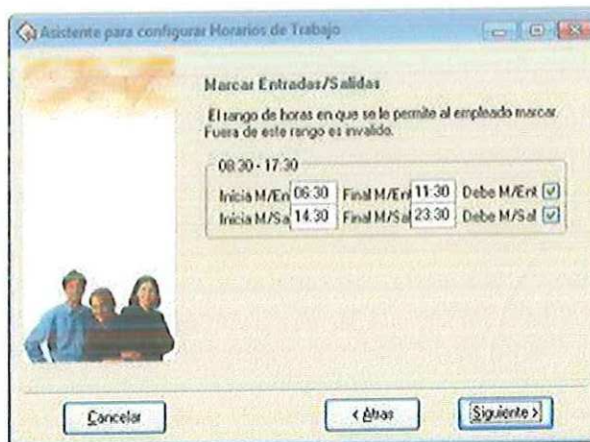 Asistente para configurar Horarios de Trabajo
Marcar Entradas/Salidas
El rango de horas en que se le permite al empleado marcar.
Fuera de este rango es invalido.
08:30 - 17:30
Inicia M/En 06:30 Final M/Ent 11:30 Debe M/Ent
Inicia M/Sa 14:30 Final M/Sal 23:30 Debe M/Sal
Cancelar < Atras Siguiente >